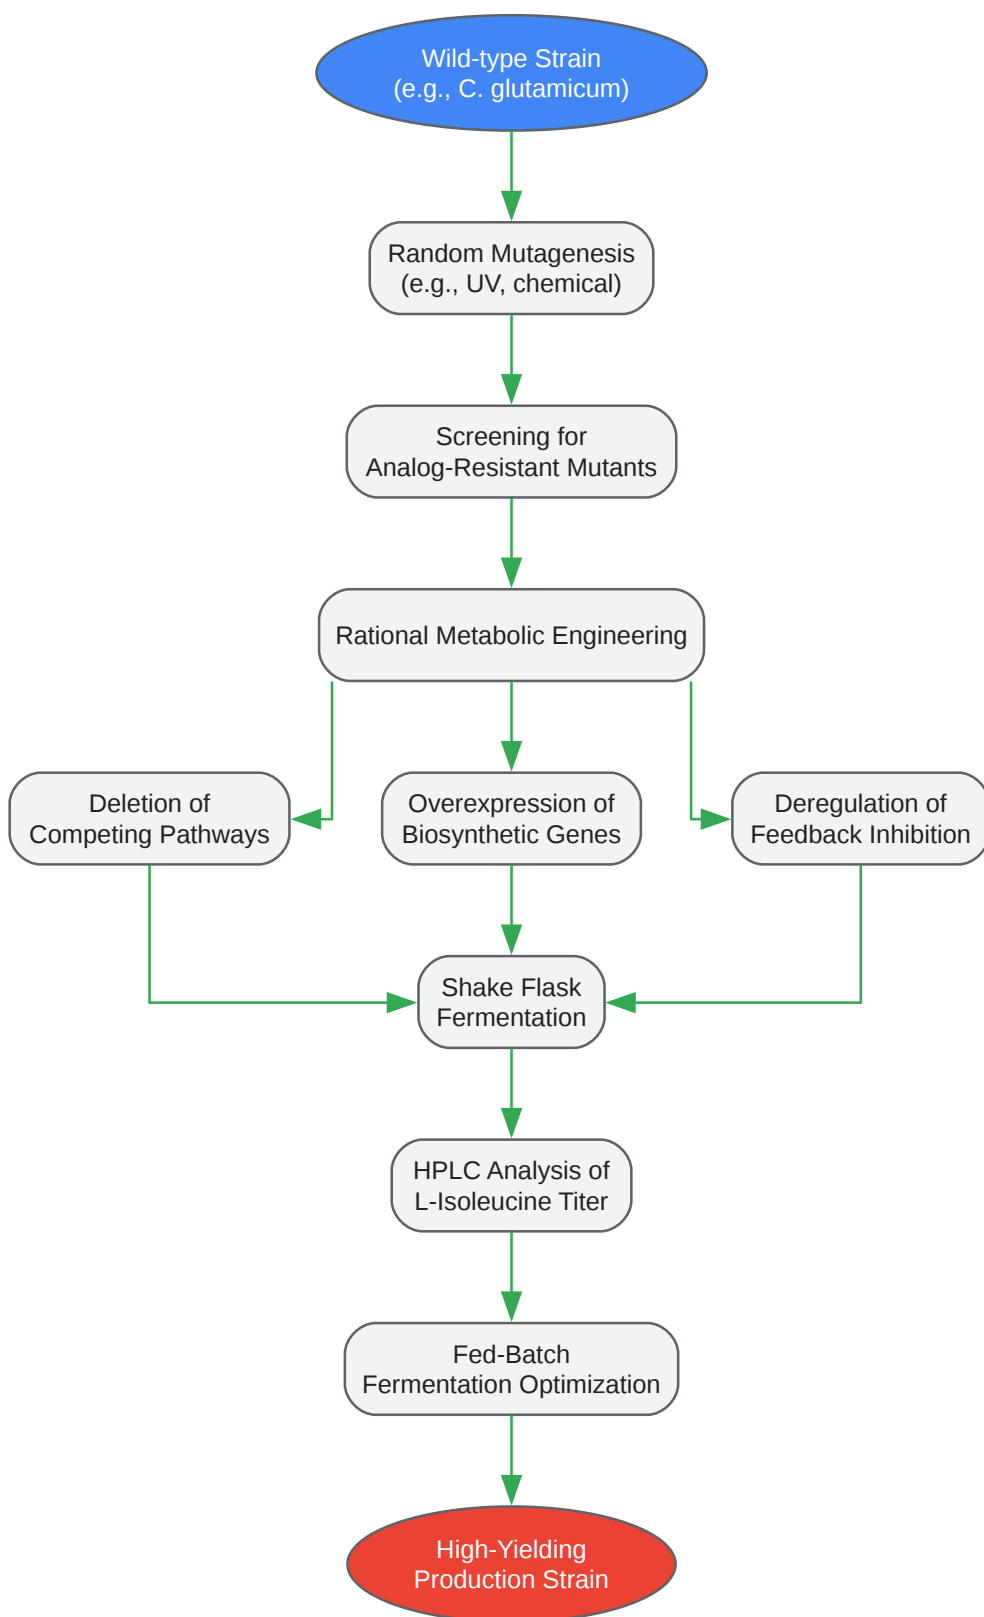 Wild-type Strain
(e.g., C. glutamicum)
Random Mutagenesis
(e.g., UV, chemical)
Screening for
Analog-Resistant Mutants
Rational Metabolic Engineering
Deletion of
Competing Pathways
Overexpression of
Biosynthetic Genes
Deregulation of
Feedback Inhibition
Shake Flask
Fermentation
HPLC Analysis of
L-Isoleucine Titer
Fed-Batch
Fermentation Optimization
High-Yielding
Production Strain